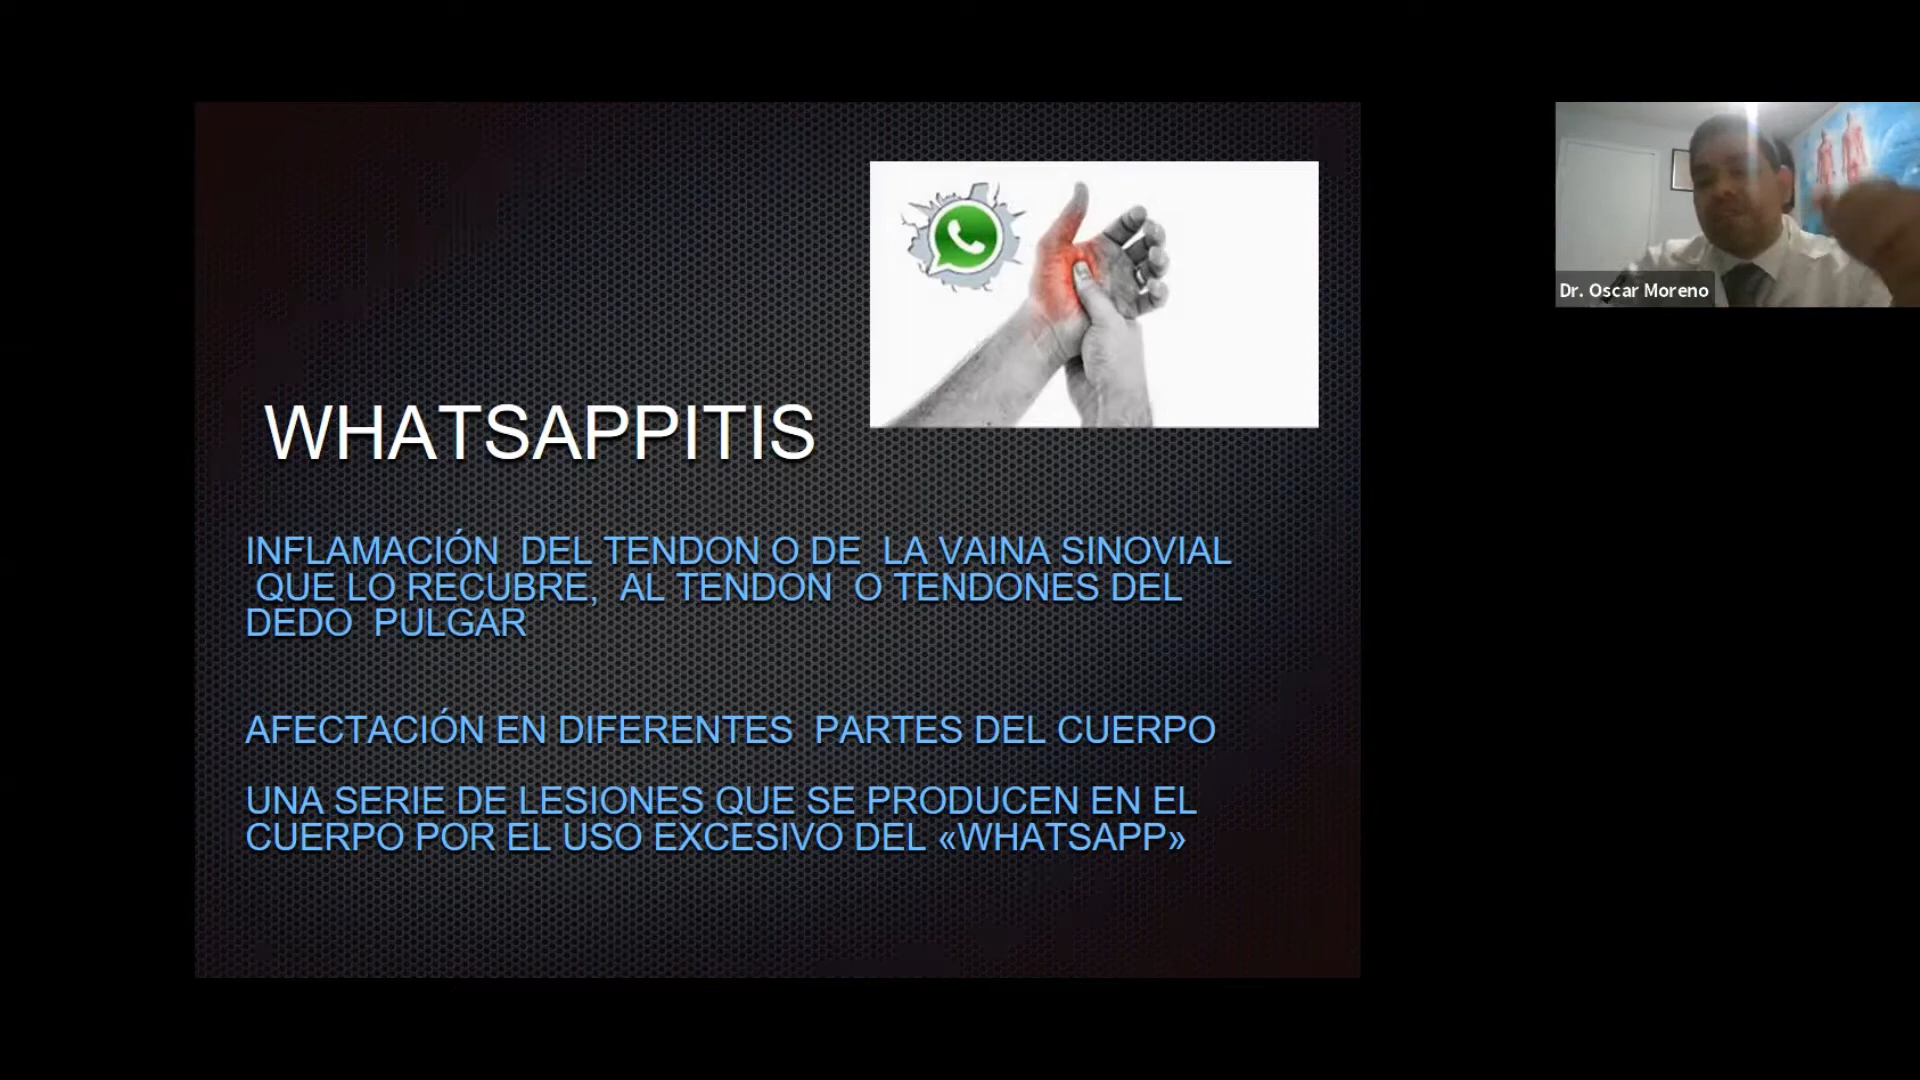 WHATSAPPITIS
INFLAMACIÓN DEL TENDON O DE LA VAINA SINOVIAL
QUE LO RECUBRE, AL TENDON O TENDONES DEL
DEDO PULGAR
AFECTACIÓN EN DIFERENTES PARTES DEL CUERPO
UNA SERIE DE LESIONES QUE SE PRODUCEN EN EL
CUERPO POR EL USO EXCESIVO DEL «WHATSAPP»
Dr. Oscar Moreno